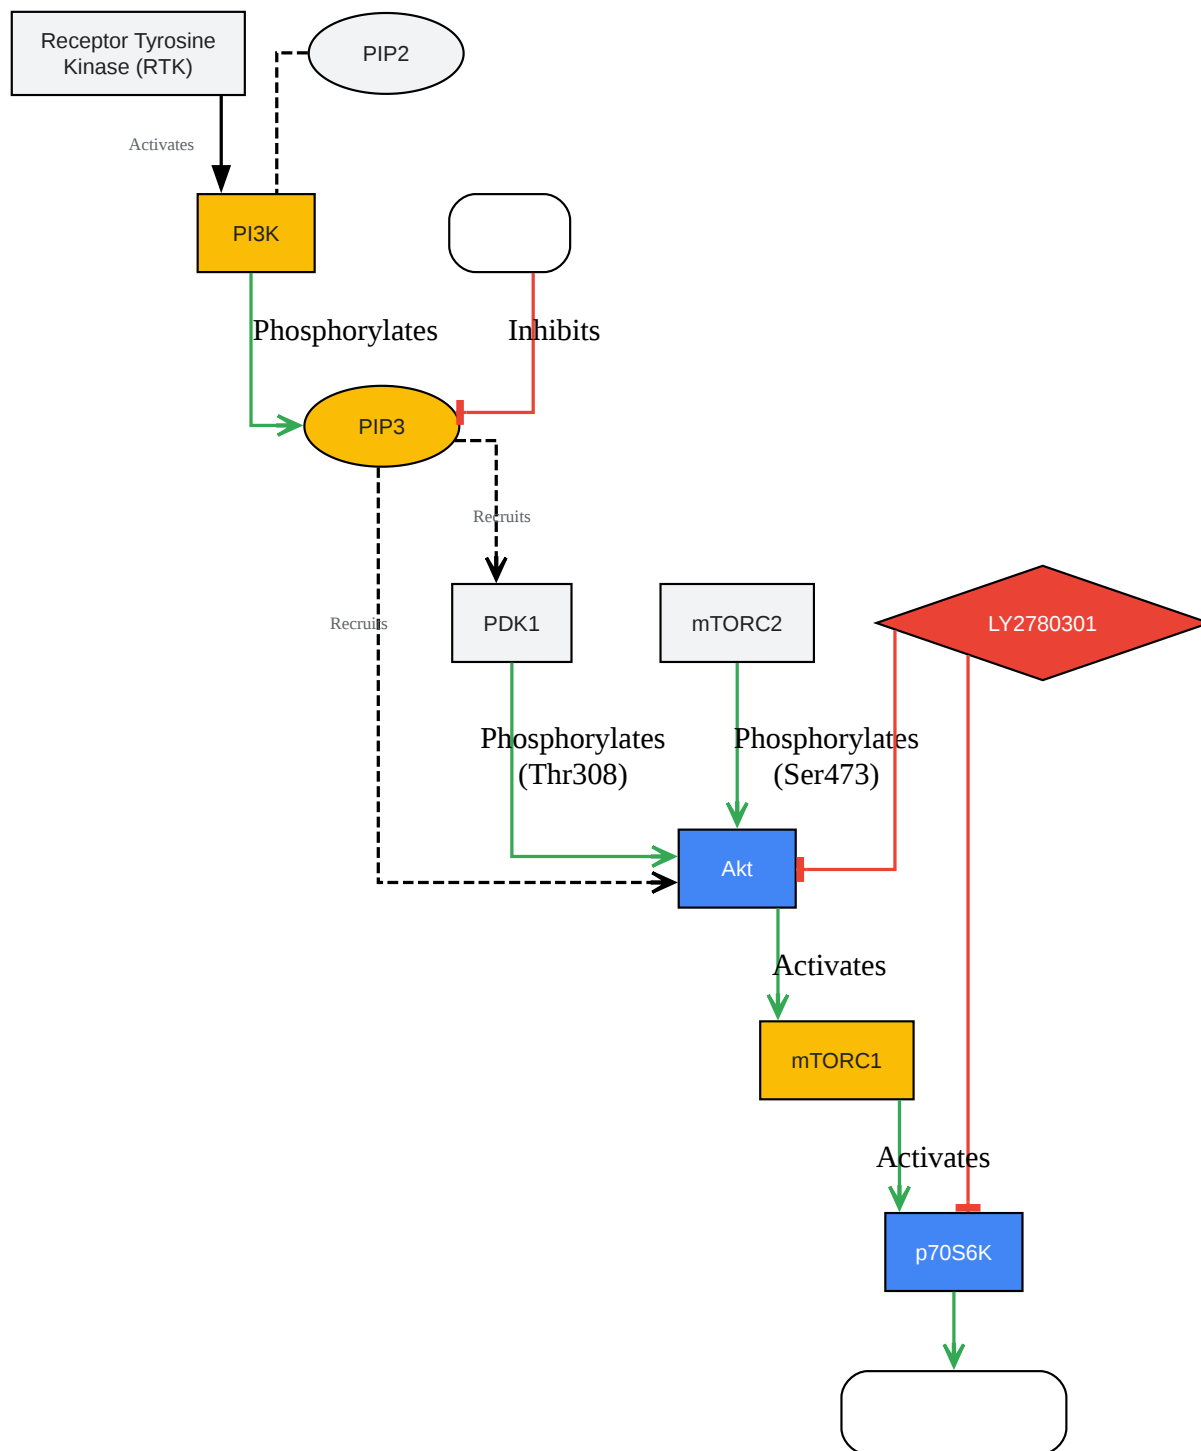 Receptor Tyrosine
Kinase (RTK)
PIP2
Activates
PI3K
Phosphorylates
Inhibits
PIP3
Recruits
Recruits
PDK1
mTORC2
LY2780301
Phosphorylates
(Thr308)
Phosphorylates
(Ser473)
Akt
Activates
mTORC1
Activates
p70S6K